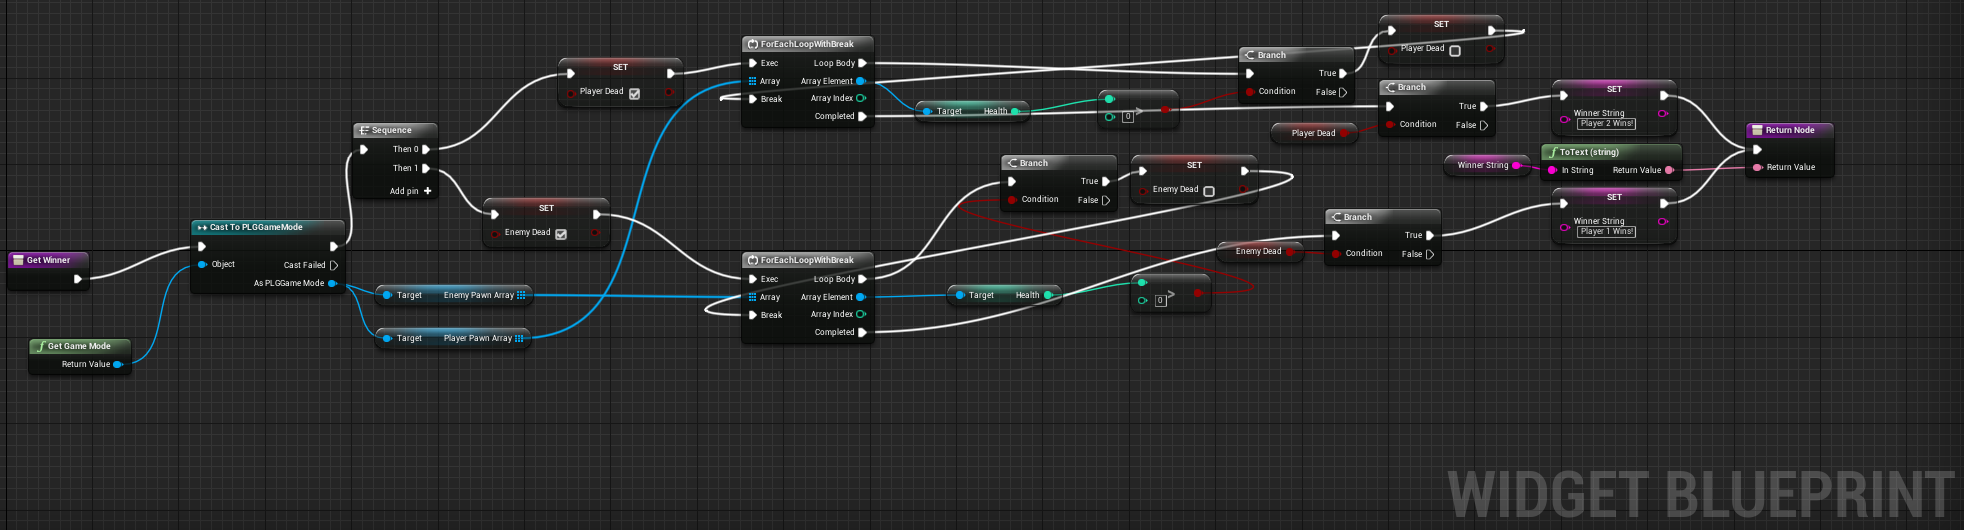 Get Winner
Get Game Mode
Return Value
Cast To PLGGameMode
Object
Cast Failed
As PLGGame Mode
Sequence
Then 0
Then 1
Add pin
Target Enemy Pawn Array
Target Player Pawn Array
SET
Player Dead
SET
Enemy Dead
ForEachLoopWithBreak
Exec Loop Body
Array Array Element
Break Array Index
Completed
Target Health
>
0
Branch
True
Condition False
SET
Player Dead
Player Dead
Branch
True
Condition False
SET
Winner String
Player 2 Wins!
ForEachLoopWithBreak
Exec Loop Body
Array Array Element
Break Array Index
Completed
Target Health
>
0
Branch
True
Condition False
SET
Enemy Dead
Enemy Dead
Branch
True
Condition False
SET
Winner String
Player 1 Wins!
Winner String
f ToText (string)
In String Return Value
Return Node
Return Value
WIDGET BLUEPRINT